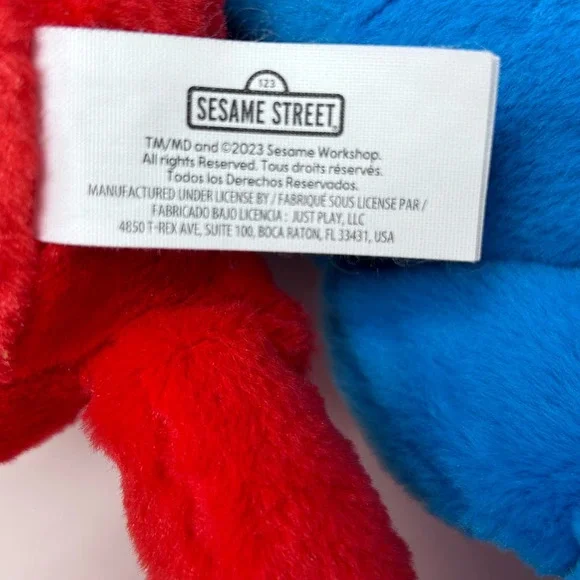 123
SESAME STREET
TM/MD and ©2023 Sesame Workshop.
All rights Reserved. Tous droits réservés.
Todos los Derechos Reservados.
MANUFACTURED UNDER LICENSE BY / FABRIQUÉ SOUS LICENSE PAR /
FABRICADO BAJO LICENCIA : JUST PLAY, LLC
4850 T-REX AVE, SUITE 100, BOCA RATON, FL 33431, USA